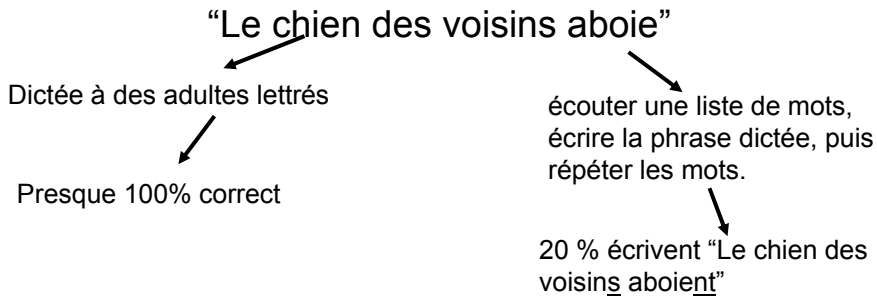 “Le chien des voisins aboie”
Dictée à des adultes lettrés
Presque 100% correct
écouter une liste de mots,
écrire la phrase dictée, puis
répéter les mots.
20 % écrivent “Le chien des
voisins aboient”